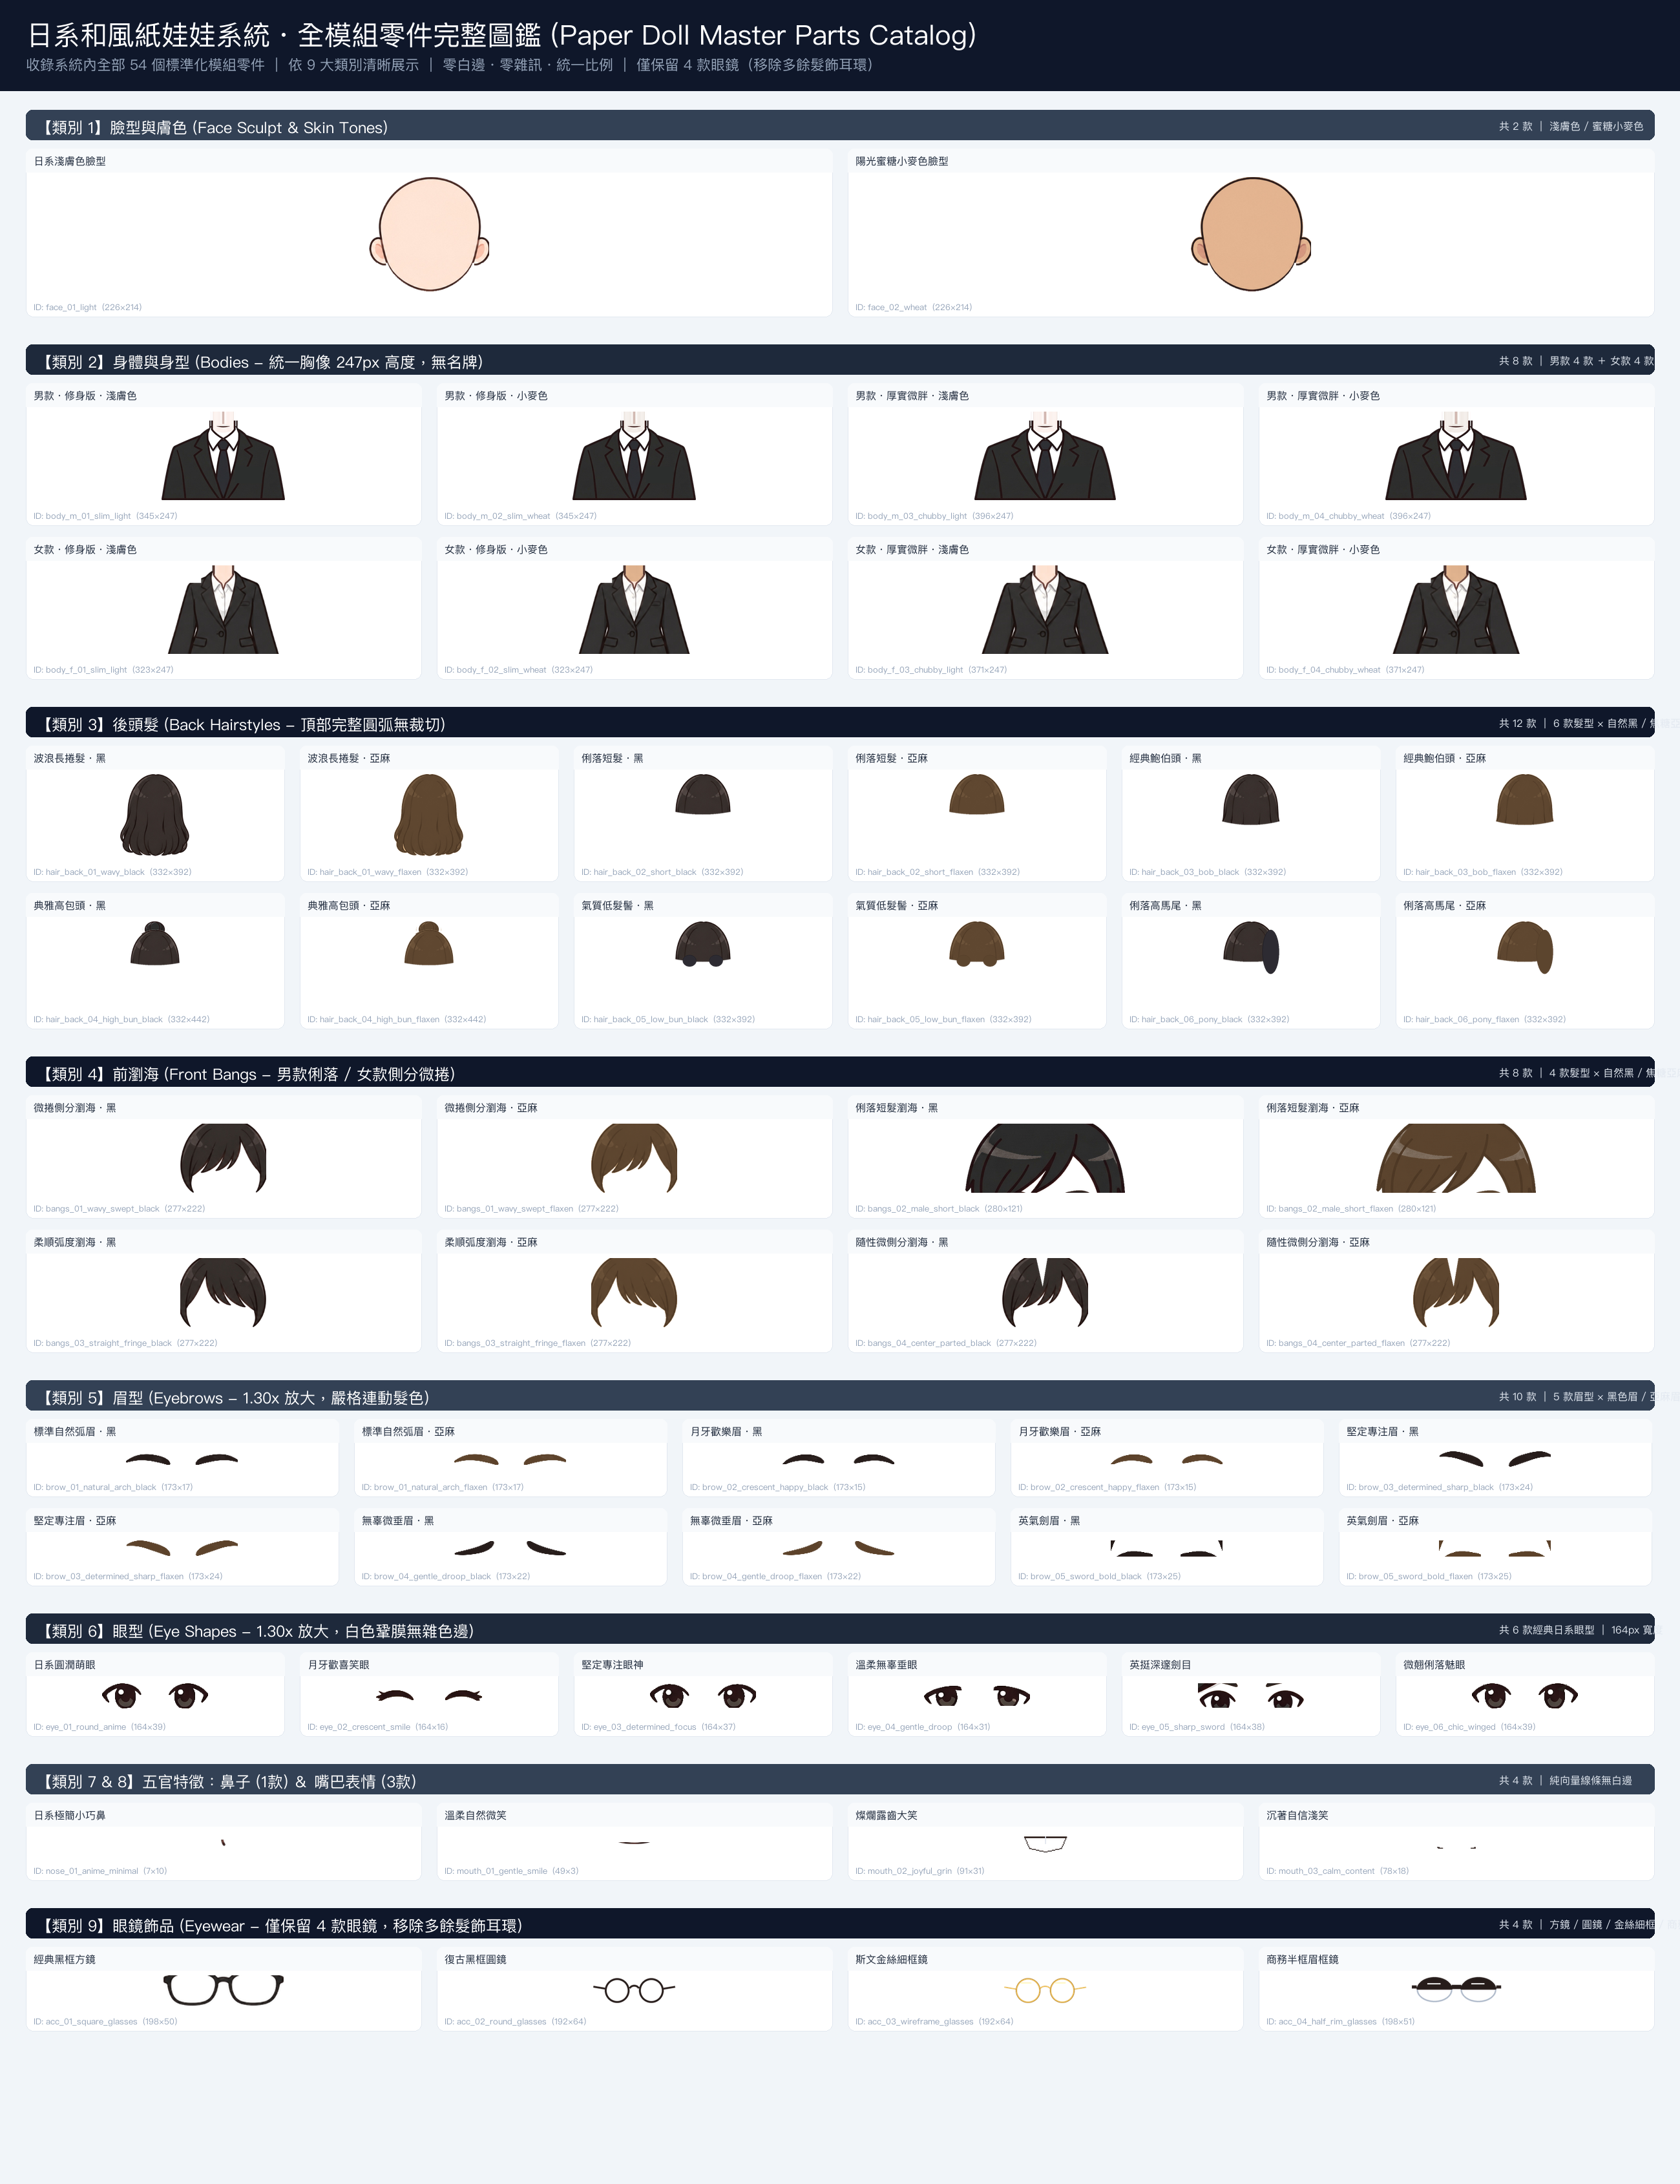 日系和風紙娃娃系統・全模組零件完整圖鑑 (Paper Doll Master Parts Catalog)
收錄系統內全部 54 個標準化模組零件 ｜ 依 9 大類別清晰展示 ｜ 零白邊・零雜訊・統一比例 ｜ 僅保留 4 款眼鏡（移除多餘髮飾耳環）
【類別 1】臉型與膚色 (Face Sculpt & Skin Tones) 共 2 款 ｜ 淺膚色 / 蜜糖小麥色
日系淺膚色臉型 陽光蜜糖小麥色臉型
ID: face_01_light (226×214) ID: face_02_wheat (226×214)
【類別 2】身體與身型 (Bodies – 統一胸像 247px 高度，無名牌) 共 8 款 ｜ 男款 4 款 + 女款 4 款
男款・修身版・淺膚色 男款・修身版・小麥色 男款・厚實微胖・淺膚色 男款・厚實微胖・小麥色
ID: body_m_01_slim_light (345×247) ID: body_m_02_slim_wheat (345×247) ID: body_m_03_chubby_light (396×247) ID: body_m_04_chubby_wheat (396×247)
女款・修身版・淺膚色 女款・修身版・小麥色 女款・厚實微胖・淺膚色 女款・厚實微胖・小麥色
ID: body_f_01_slim_light (323×247) ID: body_f_02_slim_wheat (323×247) ID: body_f_03_chubby_light (371×247) ID: body_f_04_chubby_wheat (371×247)
【類別 3】後頭髮 (Back Hairstyles – 頂部完整圓弧無裁切) 共 12 款 ｜ 6 款髮型 × 自然黑 /
波浪長捲髮・黑 波浪長捲髮・亞麻 俐落短髮・黑 俐落短髮・亞麻 經典鮑伯頭・黑 經典鮑伯頭・亞麻
ID: hair_back_01_wavy_black (332×392) ID: hair_back_01_wavy_flaxen (332×392) ID: hair_back_02_short_black (332×392) ID: hair_back_02_short_flaxen (332×392) ID: hair_back_03_bob_black (332×392) ID: hair_back_03_bob_flaxen (332×392)
典雅高包頭・黑 典雅高包頭・亞麻 氣質低髮髻・黑 氣質低髮髻・亞麻 俐落高馬尾・黑 俐落高馬尾・亞麻
ID: hair_back_04_high_bun_black (332×442) ID: hair_back_04_high_bun_flaxen (332×442) ID: hair_back_05_low_bun_black (332×392) ID: hair_back_05_low_bun_flaxen (332×392) ID: hair_back_06_pony_black (332×392) ID: hair_back_06_pony_flaxen (332×392)
【類別 4】前瀏海 (Front Bangs – 男款俐落 / 女款側分微捲) 共 8 款 ｜ 4 款髮型 × 自然黑 / 焦
微捲側分瀏海・黑 微捲側分瀏海・亞麻 俐落短髮瀏海・黑 俐落短髮瀏海・亞麻
ID: bangs_01_wavy_swept_black (277×222) ID: bangs_01_wavy_swept_flaxen (277×222) ID: bangs_02_male_short_black (280×121) ID: bangs_02_male_short_flaxen (280×121)
柔順弧度瀏海・黑 柔順弧度瀏海・亞麻 隨性微側分瀏海・黑 隨性微側分瀏海・亞麻
ID: bangs_03_straight_fringe_black (277×222) ID: bangs_03_straight_fringe_flaxen (277×222) ID: bangs_04_center_parted_black (277×222) ID: bangs_04_center_parted_flaxen (277×222)
【類別 5】眉型 (Eyebrows – 1.30x 放大，嚴格連動髮色) 共 10 款 ｜ 5 款眉型 × 黑色眉 /
標準自然弧眉・黑 標準自然弧眉・亞麻 月牙歡樂眉・黑 月牙歡樂眉・亞麻 堅定專注眉・黑
ID: brow_01_natural_arch_black (173×17) ID: brow_01_natural_arch_flaxen (173×17) ID: brow_02_crescent_happy_black (173×15) ID: brow_02_crescent_happy_flaxen (173×15) ID: brow_03_determined_sharp_black (173×24)
堅定專注眉・亞麻 無辜微垂眉・黑 無辜微垂眉・亞麻 英氣劍眉・黑 英氣劍眉・亞麻
ID: brow_03_determined_sharp_flaxen (173×24) ID: brow_04_gentle_droop_black (173×22) ID: brow_04_gentle_droop_flaxen (173×22) ID: brow_05_sword_bold_black (173×25) ID: brow_05_sword_bold_flaxen (173×25)
【類別 6】眼型 (Eye Shapes – 1.30x 放大，白色鞏膜無雜色邊) 共 6 款經典日系眼型 ｜ 164px 寬
日系圓潤萌眼 月牙歡喜笑眼 堅定專注眼神 溫柔無辜垂眼 英挺深邃劍目 微翹俐落魅眼
ID: eye_01_round_anime (164×39) ID: eye_02_crescent_smile (164×16) ID: eye_03_determined_focus (164×37) ID: eye_04_gentle_droop (164×31) ID: eye_05_sharp_sword (164×38) ID: eye_06_chic_winged (164×39)
【類別 7 & 8】五官特徵：鼻子 (1款) & 嘴巴表情 (3款) 共 4 款 ｜ 純向量線條無白邊
日系極簡小巧鼻 溫柔自然微笑 燦爛露齒大笑 沉著自信淺笑
ID: nose_01_anime_minimal (7×10) ID: mouth_01_gentle_smile (49×3) ID: mouth_02_joyful_grin (91×31) ID: mouth_03_calm_content (78×18)
【類別 9】眼鏡飾品 (Eyewear – 僅保留 4 款眼鏡，移除多餘髮飾耳環) 共 4 款 ｜ 方鏡 / 圓鏡 / 金絲細框
經典黑框方鏡 復古黑框圓鏡 斯文金絲細框鏡 商務半框眉框鏡
ID: acc_01_square_glasses (198×50) ID: acc_02_round_glasses (192×64) ID: acc_03_wireframe_glasses (192×64) ID: acc_04_half_rim_glasses (198×51)